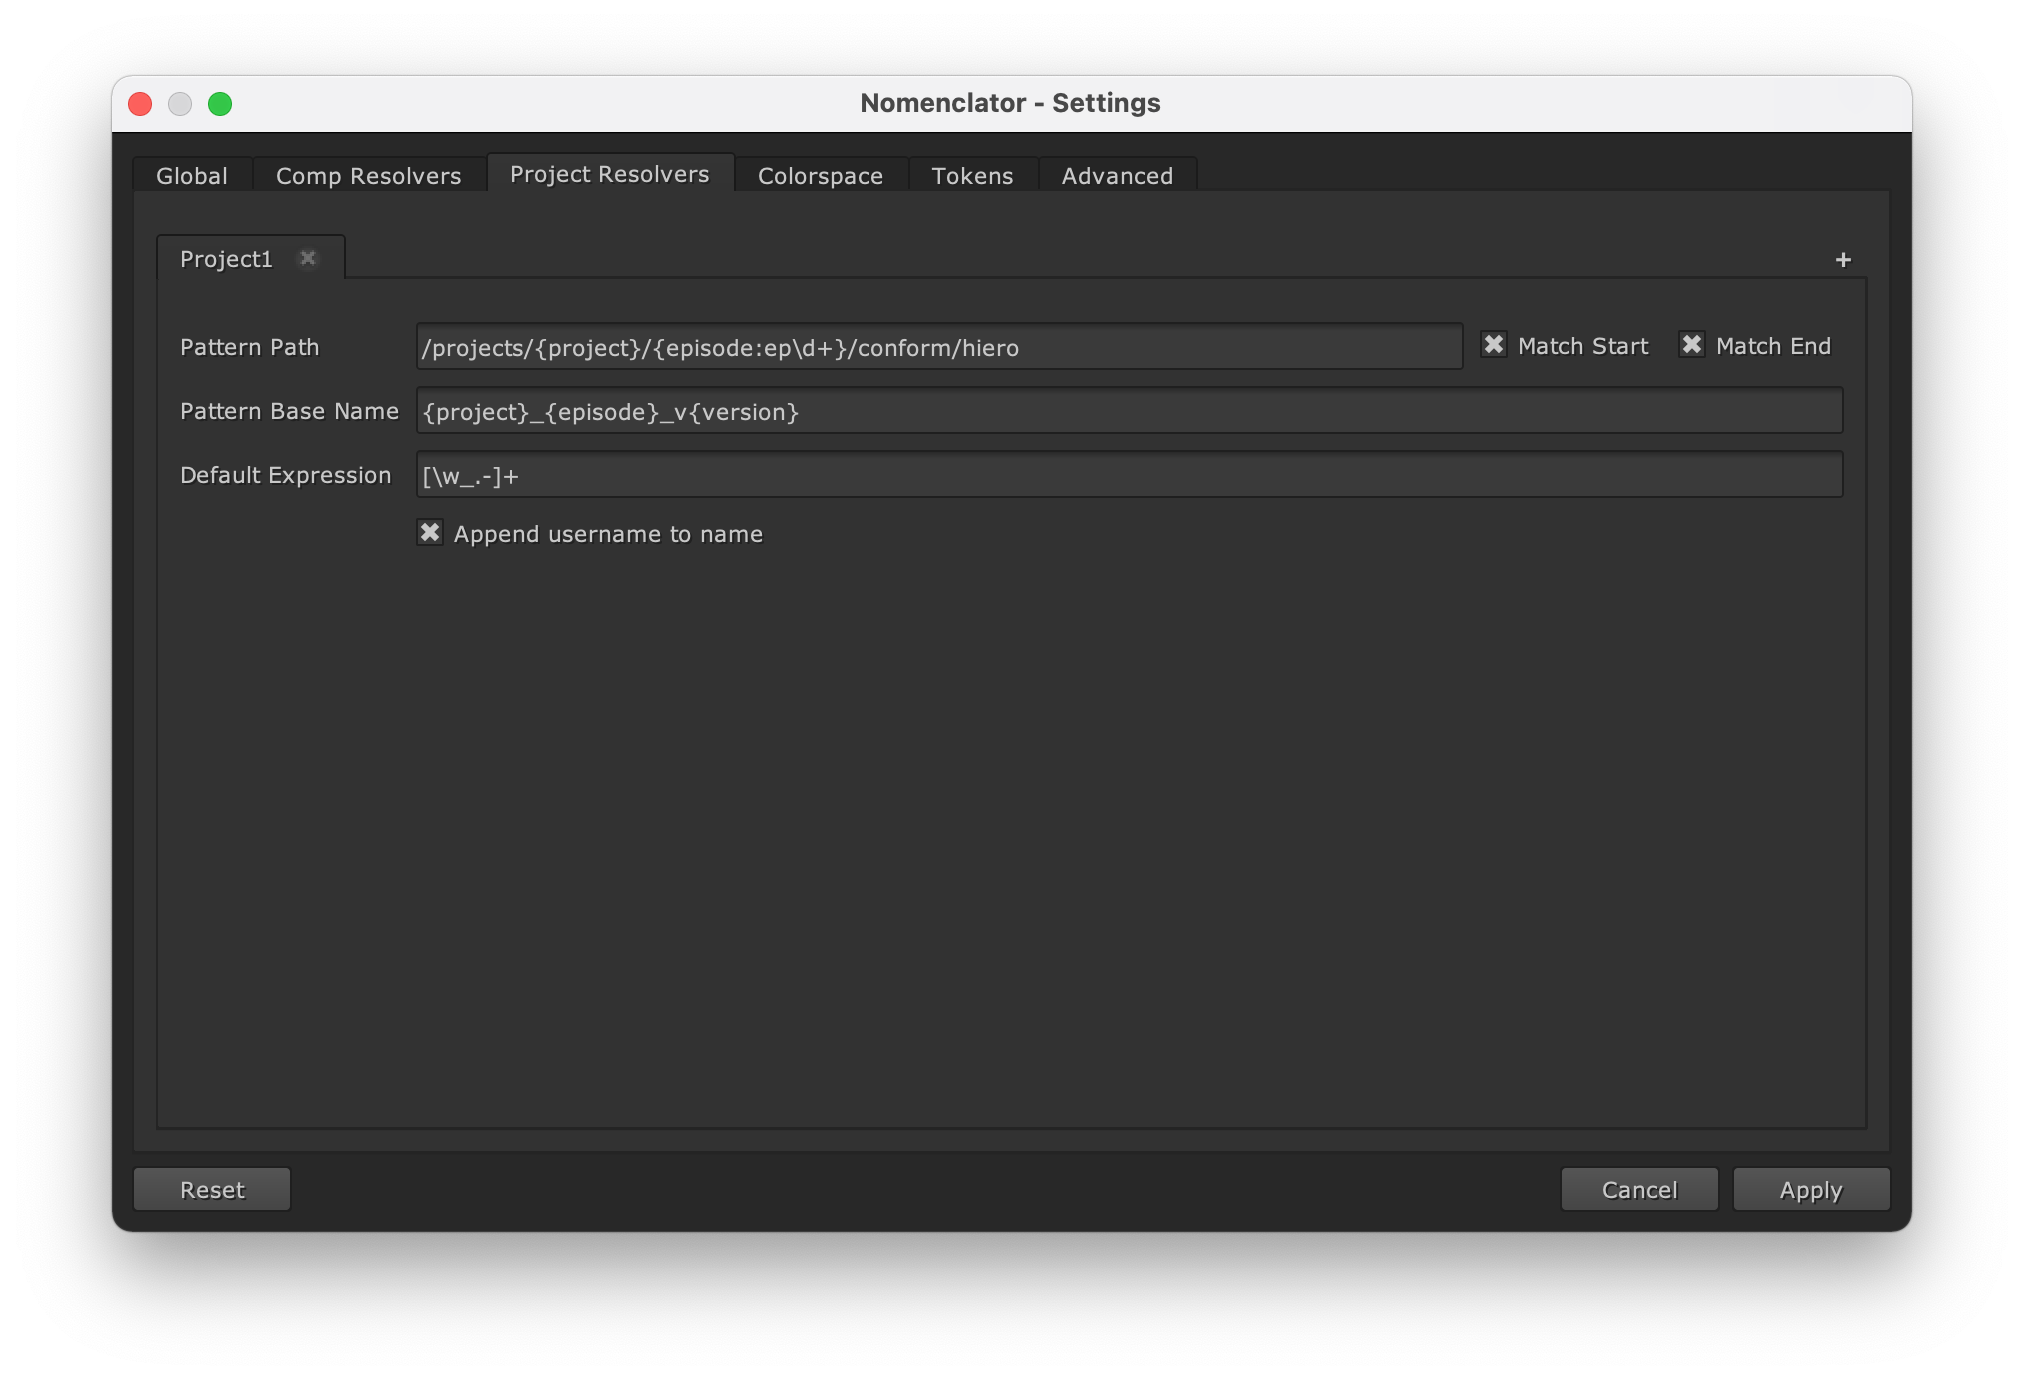 Nomenclator - Settings
Global Comp Resolvers Project Resolvers Colorspace Tokens Advanced
Project1 +
Pattern Path /projects/{project}/{episode:ep\d+}/conform/hiero Match Start Match End
Pattern Base Name {project}_{episode}_v{version}
Default Expression [\w_.-]+
Append username to name
Reset Cancel Apply